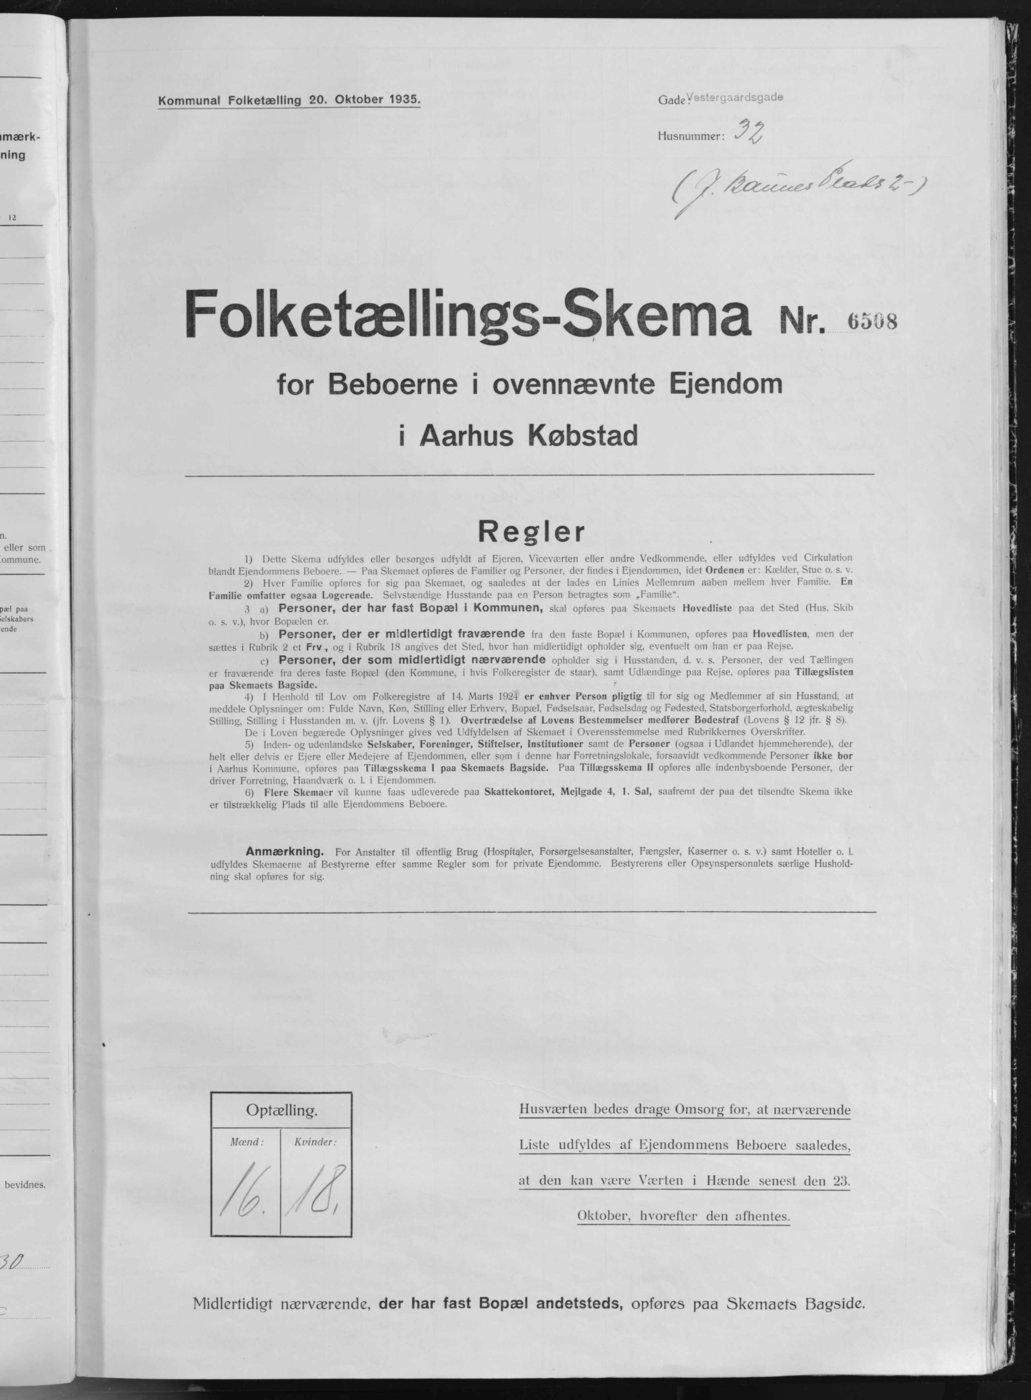 Kommunal Folketælling 20. Oktober 1935.
Gade: Vestergaardsgade
Husnummer: 32
(J. Baunes Plads 2-)
Folketællings-Skema Nr. 6508
for Beboerne i ovennævnte Ejendom
i Aarhus Købstad
Regler
1) Dette Skema udfyldes eller besørges udfyldt af Ejeren, Viceværten eller andre Vedkommende, eller udfyldes ved Cirkulation
blandt Ejendommens Beboere. — Paa Skemaet opføres de Familier og Personer, der findes i Ejendommen, idet Ordenen er: Kælder, Stue o. s. v.
2) Hver Familie opføres for sig paa Skemaet, og saaledes at der lades en Linies Mellemrum aaben mellem hver Familie. En
Familie omfatter ogsaa Logerende. Selvstændige Husstande paa en Person betragtes som „Familie“.
3 a) Personer, der har fast Bopæl i Kommunen, skal opføres paa Skemaets Hovedliste paa det Sted (Hus, Skib
o. s. v.), hvor Bopælen er.
b) Personer, der er midlertidigt fraværende fra den faste Bopæl i Kommunen, opføres paa Hovedlisten, men der
sættes i Rubrik 2 et Frv., og i Rubrik 18 angives det Sted, hvor han midlertidigt opholder sig, eventuelt om han er paa Rejse.
c) Personer, der som midlertidigt nærværende opholder sig i Husstanden, d. v. s. Personer, der ved Tællingen
er fraværende fra deres faste Bopæl (den Kommune, i hvis Folkeregister de staar), samt Udlændinge paa Rejse, opføres paa Tillægslisten
paa Skemaets Bagside.
4) I Henhold til Lov om Folkeregistre af 14. Marts 1924 er enhver Person pligtig til for sig og Medlemmer af sin Husstand, at
meddele Oplysninger om: Fulde Navn, Køn, Stilling eller Erhverv, Bopæl, Fødselsaar, Fødselsdag og Fødested, Statsborgerforhold, ægteskabelig
Stilling, Stilling i Husstanden m. v. (jfr. Lovens § 1). Overtrædelse af Lovens Bestemmelser medfører Bødestraf (Lovens § 12 jfr. § 8).
De i Loven begærede Oplysninger gives ved Udfyldelsen af Skemaet i Overensstemmelse med Rubrikkernes Overskrifter.
5) Inden- og udenlandske Selskaber, Foreninger, Stiftelser, Institutioner samt de Personer (ogsaa i Udlandet hjemmehørende), der
helt eller delvis er Ejere eller Medejere af Ejendommen, eller som i denne har Forretningslokale, forsaavidt vedkommende Personer ikke bor
i Aarhus Kommune, opføres paa Tillægsskema I paa Skemaets Bagside. Paa Tillægsskema II opføres alle indenbysboende Personer, der
driver Forretning, Haandværk o. l. i Ejendommen.
6) Flere Skemaer vil kunne faas udleverede paa Skattekontoret, Mejlgade 4, 1. Sal, saafremt der paa det tilsendte Skema ikke
er tilstrækkelig Plads til alle Ejendommens Beboere.
Anmærkning. For Anstalter til offentlig Brug (Hospitaler, Forsørgelsesanstalter, Fængsler, Kaserner o. s. v.) samt Hoteller o. l.
udfyldes Skemaerne af Bestyrerne efter samme Regler som for private Ejendomme. Bestyrerens eller Opsynspersonalets særlige Hushold-
ning skal opføres for sig.
Optælling.
Mænd: Kvinder:
16. 18.
Husværten bedes drage Omsorg for, at nærværende
Liste udfyldes af Ejendommens Beboere saaledes,
at den kan være Værten i Hænde senest den 23.
Oktober, hvorefter den afhentes.
Midlertidigt nærværende, der har fast Bopæl andetsteds, opføres paa Skemaets Bagside.
mærk-
ning
12
n.
eller som
ommune.
pæl paa
elskabers
ende
bevidnes.
30